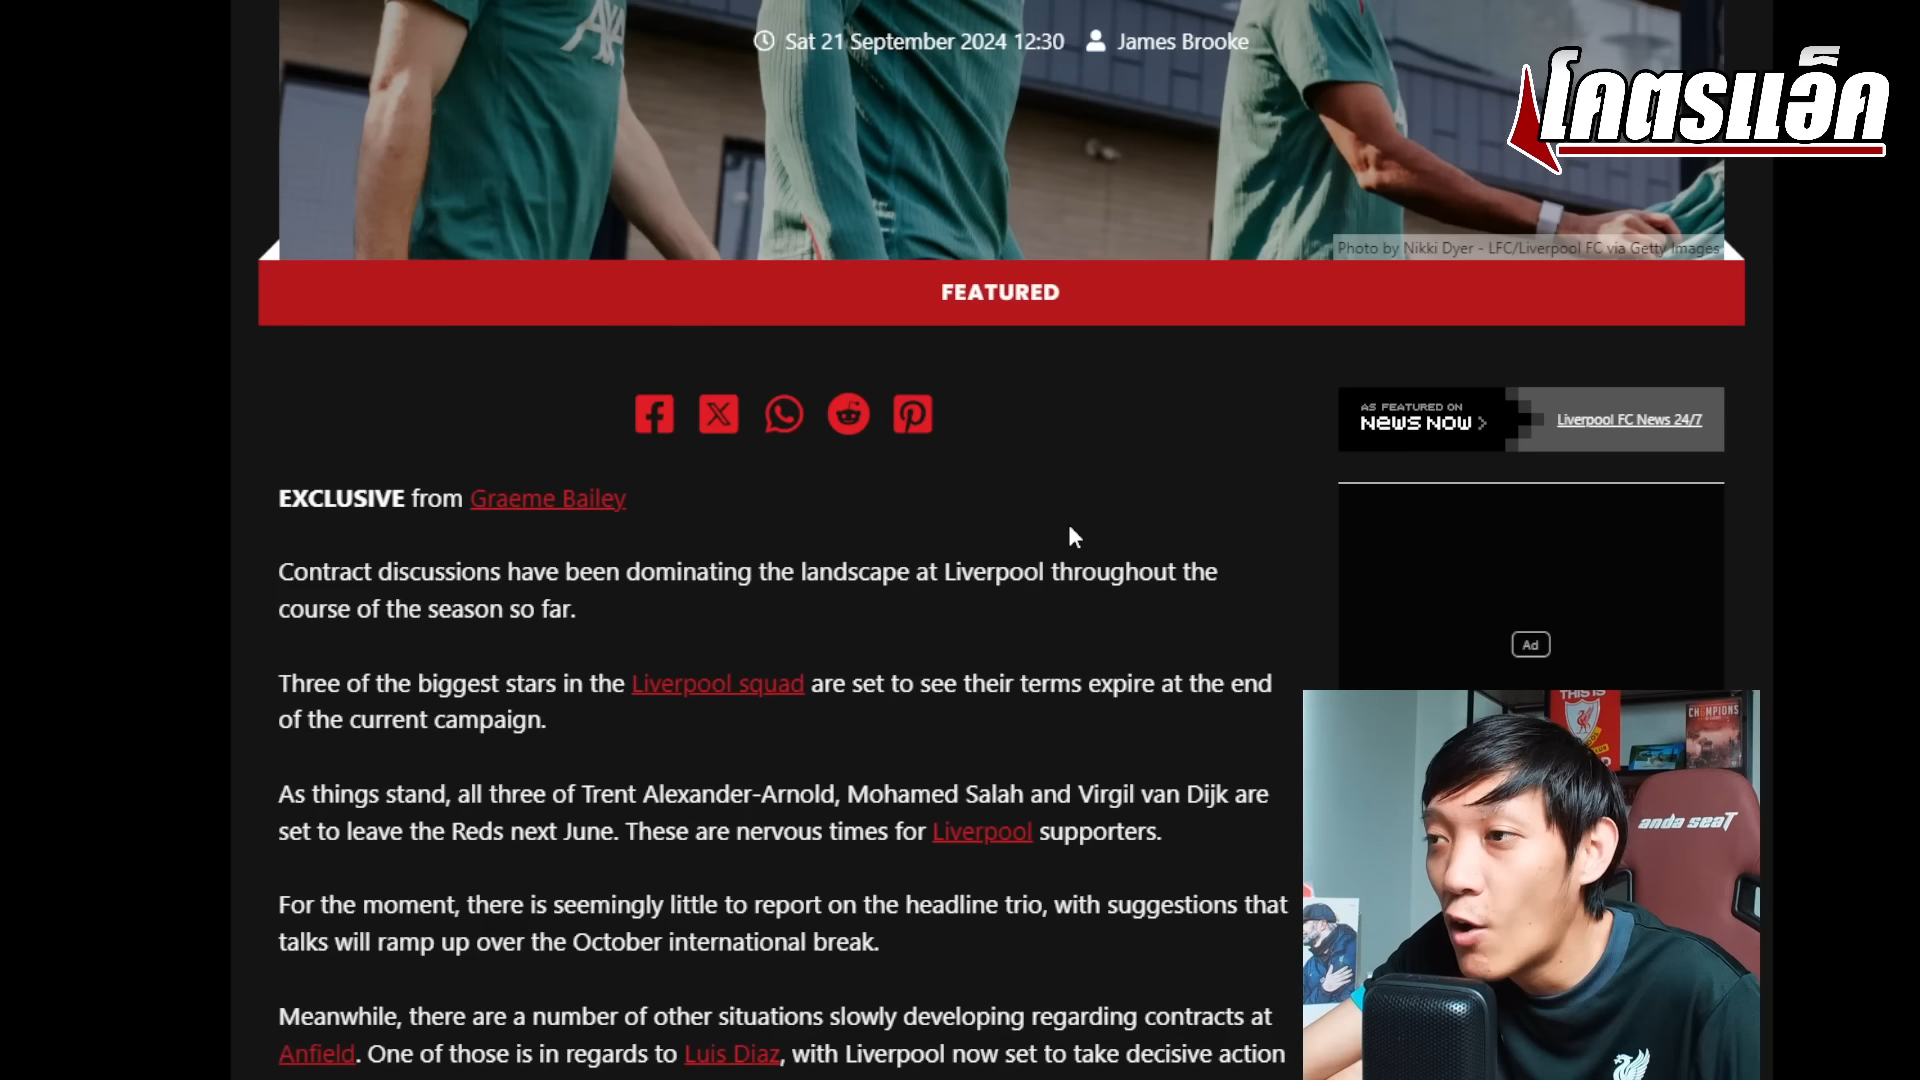 AXA
Sat 21 September 2024 12:30 James Brooke
โคตรแอ็ค
Photo by Nikki Dyer - LFC/Liverpool FC via Getty Images
FEATURED
AS FEATURED ON
NEWS NOW >
Liverpool FC News 24/7
EXCLUSIVE from Graeme Bailey
Contract discussions have been dominating the landscape at Liverpool throughout the
course of the season so far.
Ad
Three of the biggest stars in the Liverpool squad are set to see their terms expire at the end
of the current campaign.
As things stand, all three of Trent Alexander-Arnold, Mohamed Salah and Virgil van Dijk are
set to leave the Reds next June. These are nervous times for Liverpool supporters.
For the moment, there is seemingly little to report on the headline trio, with suggestions that
talks will ramp up over the October international break.
Meanwhile, there are a number of other situations slowly developing regarding contracts at
Anfield. One of those is in regards to Luis Diaz, with Liverpool now set to take decisive action
THIS IS
CHAMPIONS
anda seaT